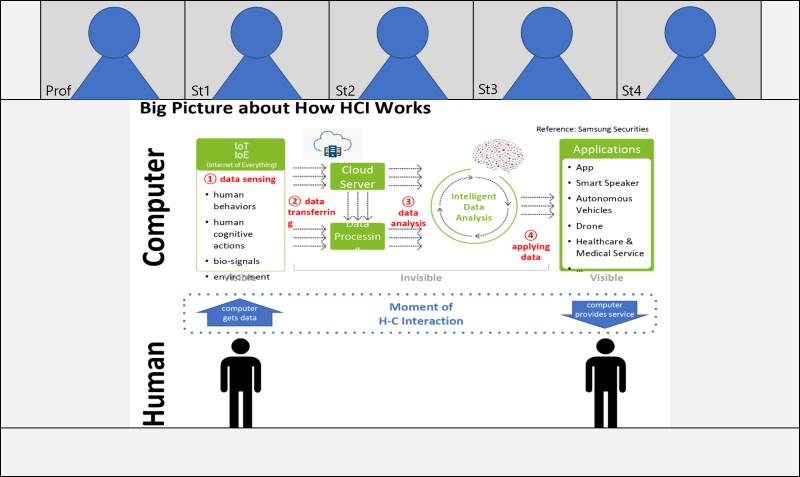 Prof
St1
St2
St3
St4
Big Picture about How HCI Works
Reference: Samsung Securities
Computer
IoT
IoE
(Internet of Everything)
① data sensing
• human
behaviors
• human
cognitive
actions
• bio-signals
• environment
② data
transferrin
g
Cloud
Server
Data
Processin
g
③
data
analysis
Intelligent
Data
Analysis
④
applying
data
Applications
• App
• Smart Speaker
• Autonomous
Vehicles
• Drone
• Healthcare &
Medical Service
• ...
Visible
Invisible
Visible
computer
gets data
Moment of
H-C Interaction
computer
provides service
Human